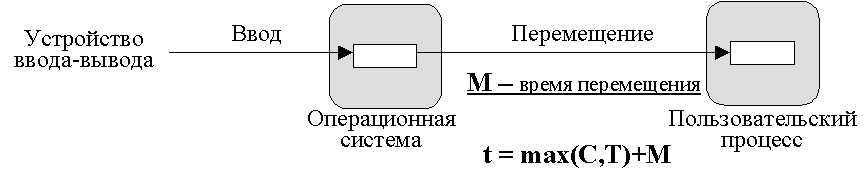 Устройство
ввода-вывода
Ввод
Перемещение
М – время перемещения
Операционная
система
Пользовательский
процесс
t = max(C,T)+M